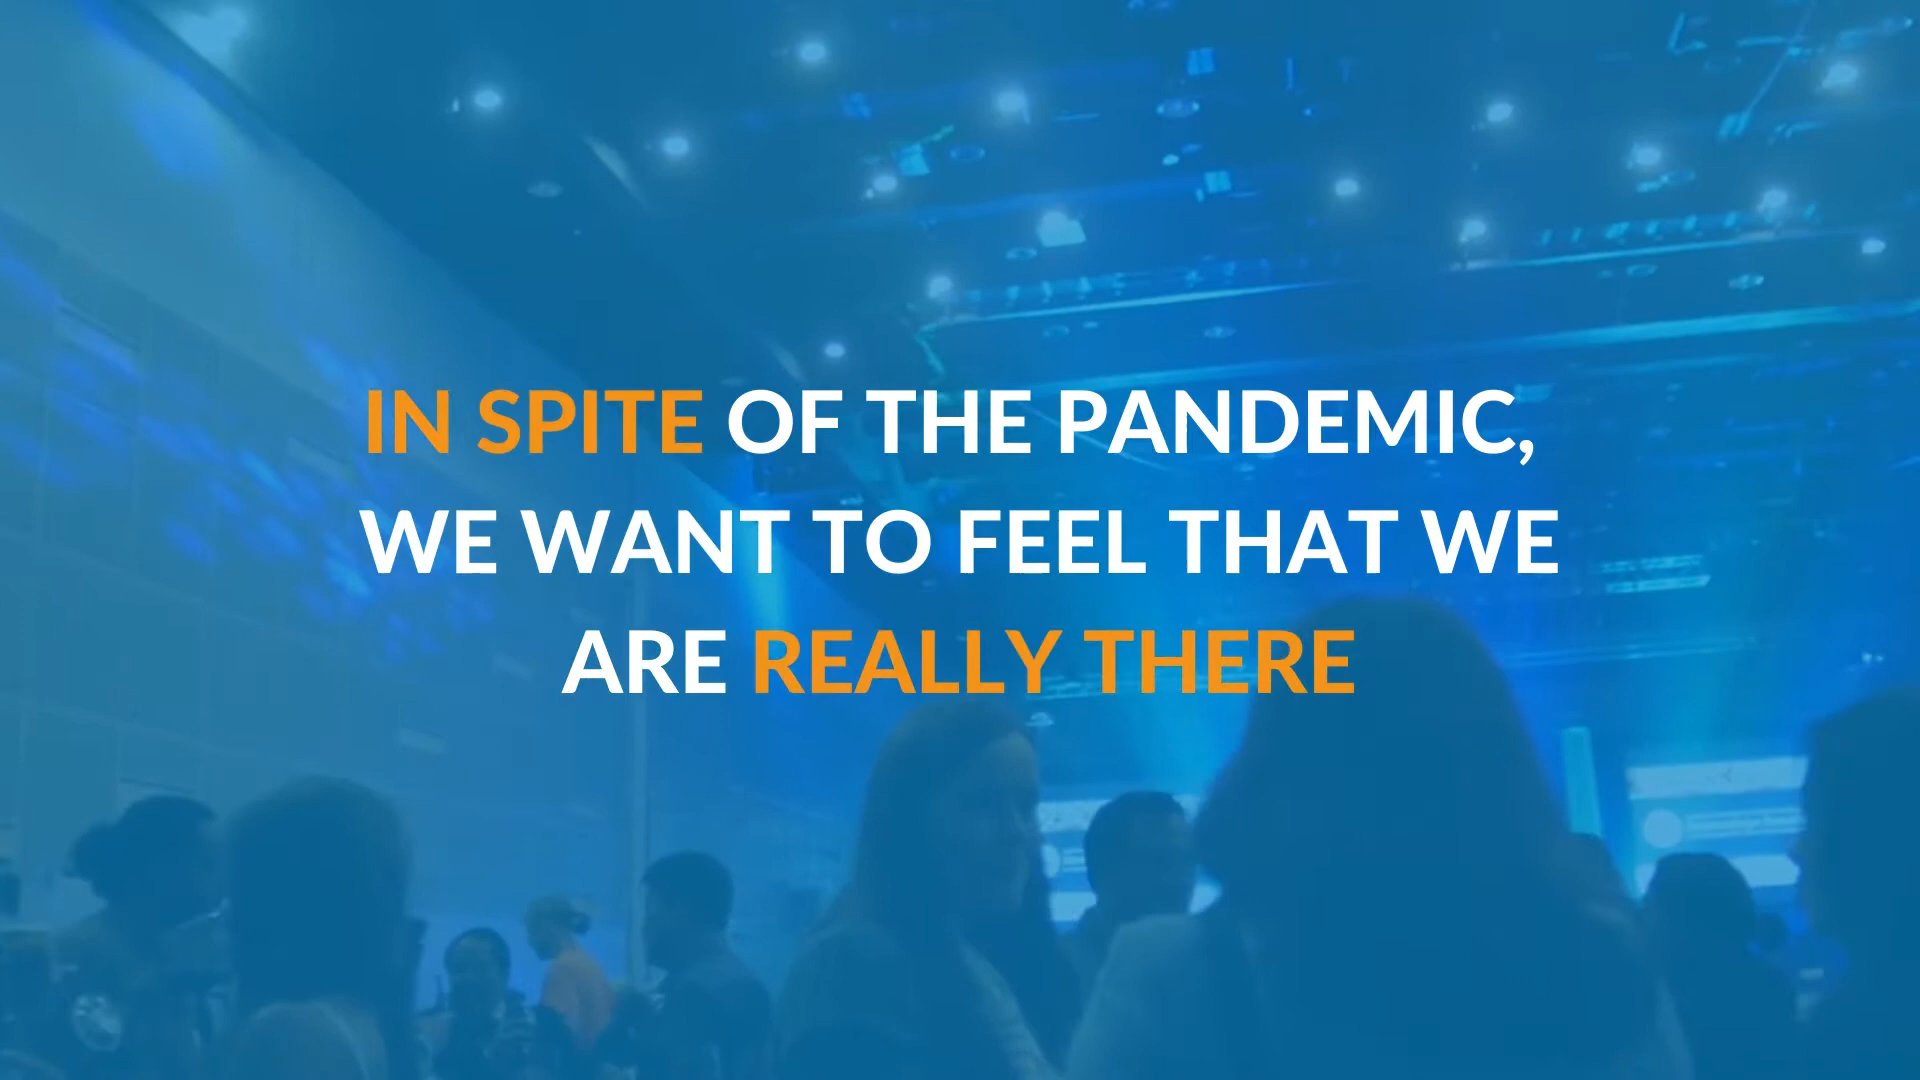 IN SPITE OF THE PANDEMIC,
WE WANT TO FEEL THAT WE
ARE REALLY THERE